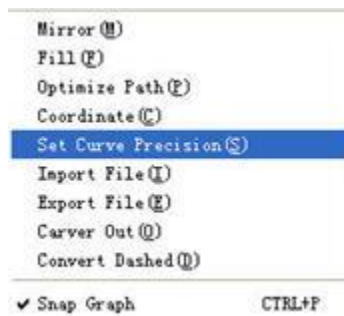 Mirror(M)
Fill(F)
Optimize Path(P)
Coordinate(C)
Set Curve Precision(S)
Import File(I)
Export File(E)
Carver Out(O)
Convert Dashed(D)
✔ Snap Graph CTRL+P